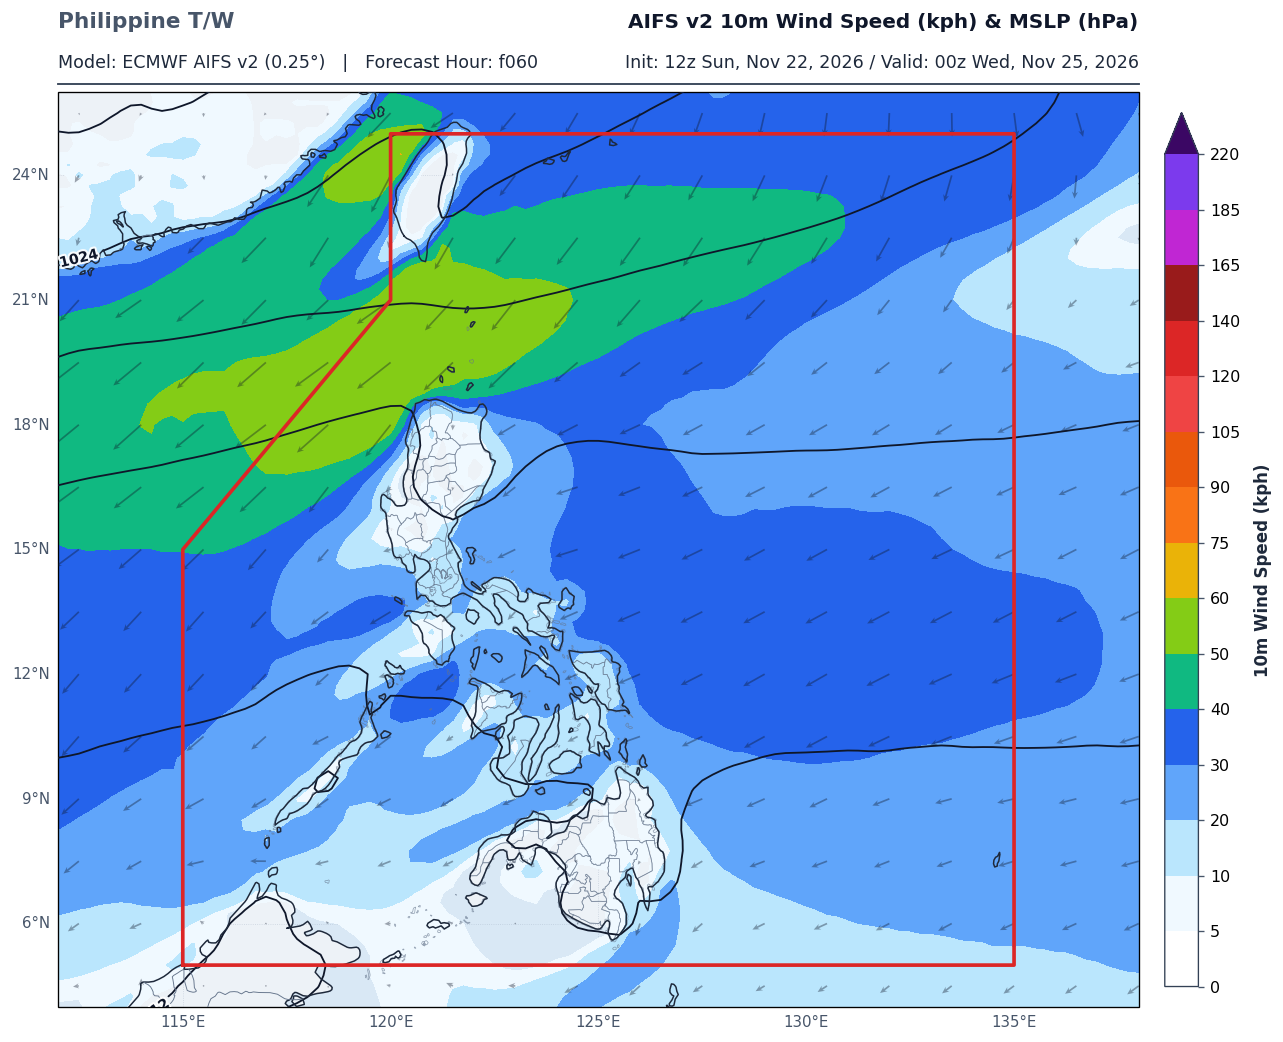 Philippine T/W
AIFS v2 10m Wind Speed (kph) & MSLP (hPa)
Model: ECMWF AIFS v2 (0.25°)   |   Forecast Hour: f060
Init: 12z Sun, Nov 22, 2026 / Valid: 00z Wed, Nov 25, 2026
24°N
21°N
18°N
15°N
12°N
9°N
6°N
1024
115°E
120°E
125°E
130°E
135°E
220
185
165
140
120
105
90
75
60
50
40
30
20
10
5
0
10m Wind Speed (kph)